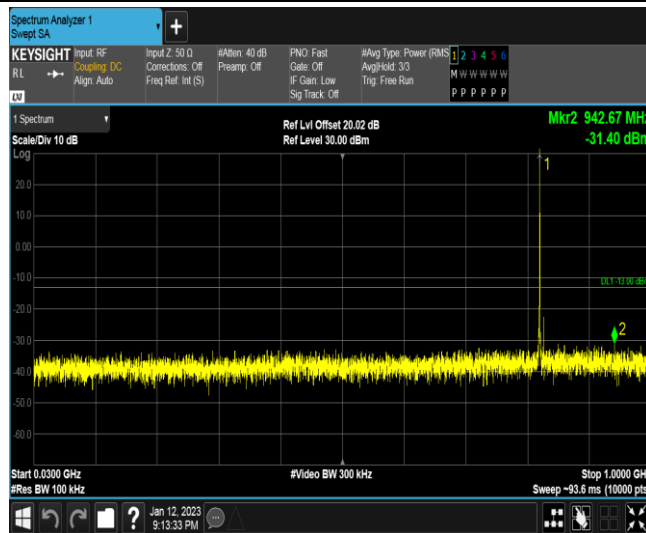 Spectrum Analyzer 1
Swept SA
KEYSIGHT
RL
Input: RF
Coupling: DC
Align: Auto
Input Z: 50 Ω
Corrections: Off
Freq Ref: Int (S)
#Atten: 40 dB
Preamp: Off
PNO: Fast
Gate: Off
IF Gain: Low
Sig Track: Off
#Avg Type: Power (RMS
Avg|Hold: 3/3
Trig: Free Run
1 2 3 4 5 6
M W W W W W
P P P P P P
1 Spectrum
Scale/Div 10 dB
Ref Lvl Offset 20.02 dB
Ref Level 30.00 dBm
Mkr2 942.67 MHz
-31.40 dBm
Log
20.0
10.0
0.00
-10.0
-20.0
-30.0
-40.0
-50.0
-60.0
1
DL1 -13.00 dBm
2
Start 0.0300 GHz
#Res BW 100 kHz
#Video BW 300 kHz
Stop 1.0000 GH
Sweep ~93.6 ms (10000 pts
Jan 12, 2023
9:13:33 PM